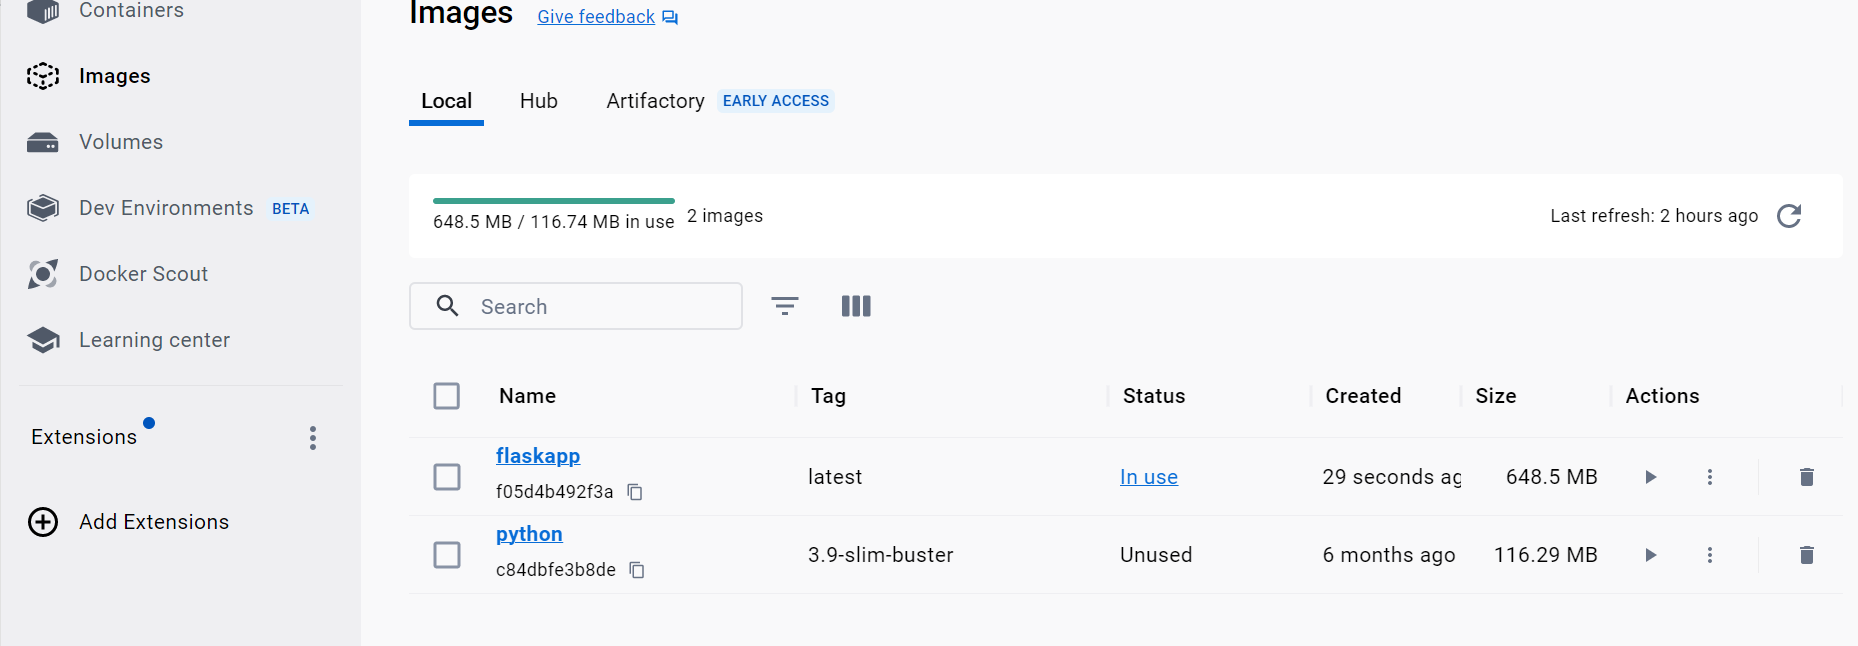 Containers
Images
Volumes
Dev Environments BETA
Docker Scout
Learning center
Extensions
Add Extensions
Images Give feedback
Local Hub Artifactory EARLY ACCESS
648.5 MB / 116.74 MB in use 2 images Last refresh: 2 hours ago
Search
Name Tag Status Created Size Actions
flaskapp
f05d4b492f3a
latest In use 29 seconds ag 648.5 MB
python
c84dbfe3b8de
3.9-slim-buster Unused 6 months ago 116.29 MB